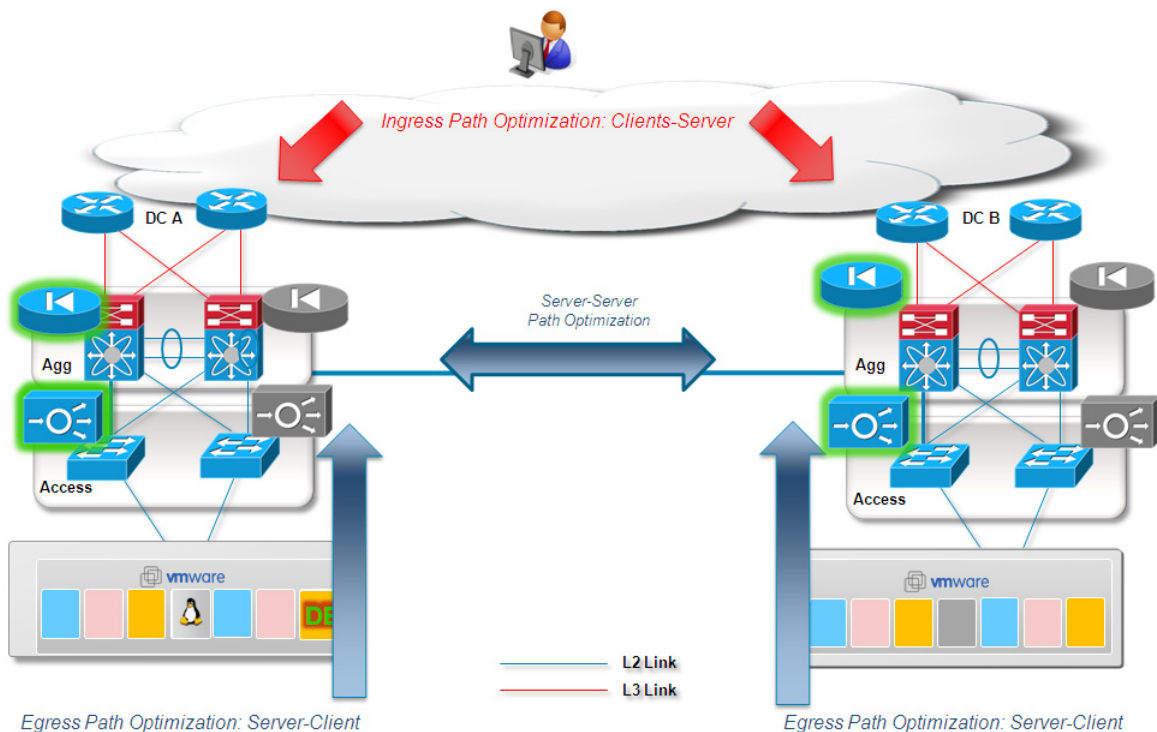 Ingress Path Optimization: Clients-Server
DC A
DC B
Server-Server
Path Optimization
Agg
Agg
Access
Access
vmware
vmware
L2 Link
L3 Link
Egress Path Optimization: Server-Client
Egress Path Optimization: Server-Client